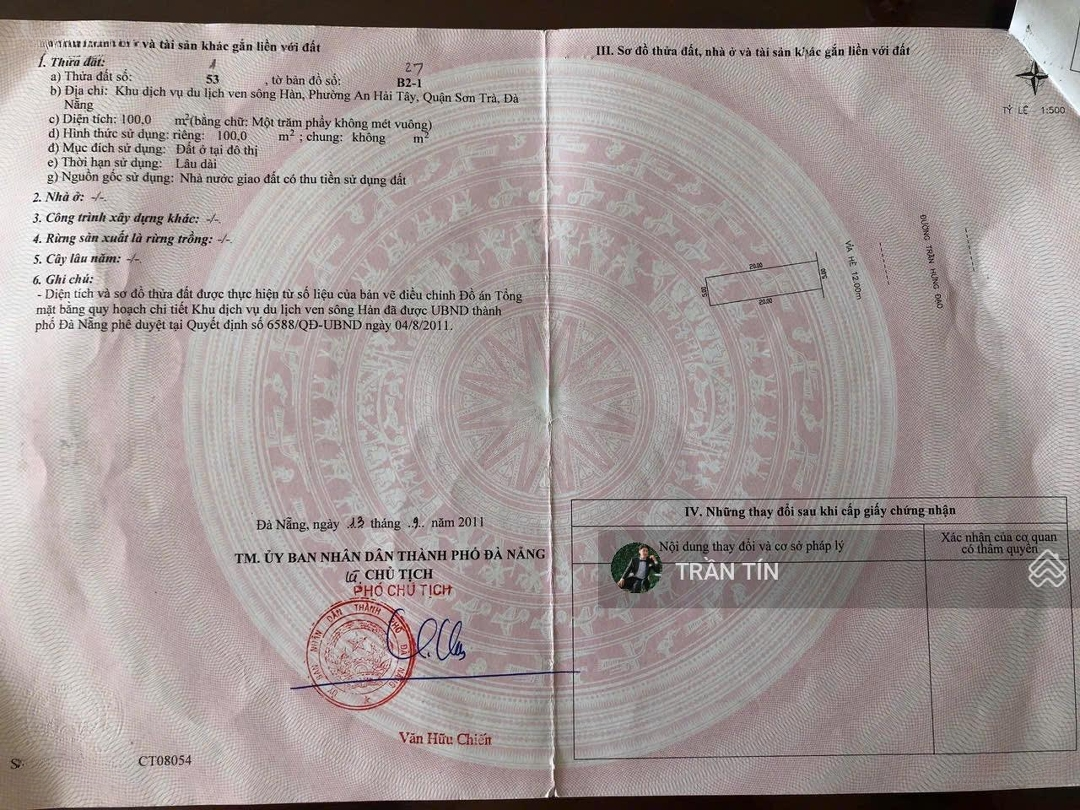 và tài sản khác gắn liền với đất
1. Thửa đất:
a) Thửa đất số: 53 , tờ bản đồ số: B2-1
27
b) Địa chỉ: Khu dịch vụ du lịch ven sông Hàn, Phường An Hải Tây, Quận Sơn Trà, Đà
Nẵng
c) Diện tích: 100,0 m²(bằng chữ: Một trăm phẩy không mét vuông)
d) Hình thức sử dụng: riêng: 100,0 m² ; chung: không m²
đ) Mục đích sử dụng: Đất ở tại đô thị
e) Thời hạn sử dụng: Lâu dài
g) Nguồn gốc sử dụng: Nhà nước giao đất có thu tiền sử dụng đất
2. Nhà ở: -/-
3. Công trình xây dựng khác: -/-
4. Rừng sản xuất là rừng trồng: -/-
5. Cây lâu năm: -/-
6. Ghi chú:
- Diện tích và sơ đồ thửa đất được thực hiện từ số liệu của bản vẽ điều chỉnh Đồ án Tổng
mặt bằng quy hoạch chi tiết Khu dịch vụ du lịch ven sông Hàn đã được UBND thành
phố Đà Nẵng phê duyệt tại Quyết định số 6588/QĐ-UBND ngày 04/8/2011.
Đà Nẵng, ngày 13 tháng 9 năm 2011
TM. ỦY BAN NHÂN DÂN THÀNH PHỐ ĐÀ NẴNG
CHỦ TỊCH
PHÓ CHỦ TỊCH
ỦY BAN NHÂN DÂN THÀNH PHỐ ĐÀ NẴNG
Văn Hữu Chiến
CT08054
III. Sơ đồ thửa đất, nhà ở và tài sản khác gắn liền với đất
TỶ LỆ - 1:500
20.00
5.00
5.00
20.00
VỈA HÈ 12.00m
ĐƯỜNG TRẦN HƯNG ĐẠO
IV. Những thay đổi sau khi cấp giấy chứng nhận
Nội dung thay đổi và cơ sở pháp lý
Xác nhận của cơ quan
có thẩm quyền
TRẦN TÍN